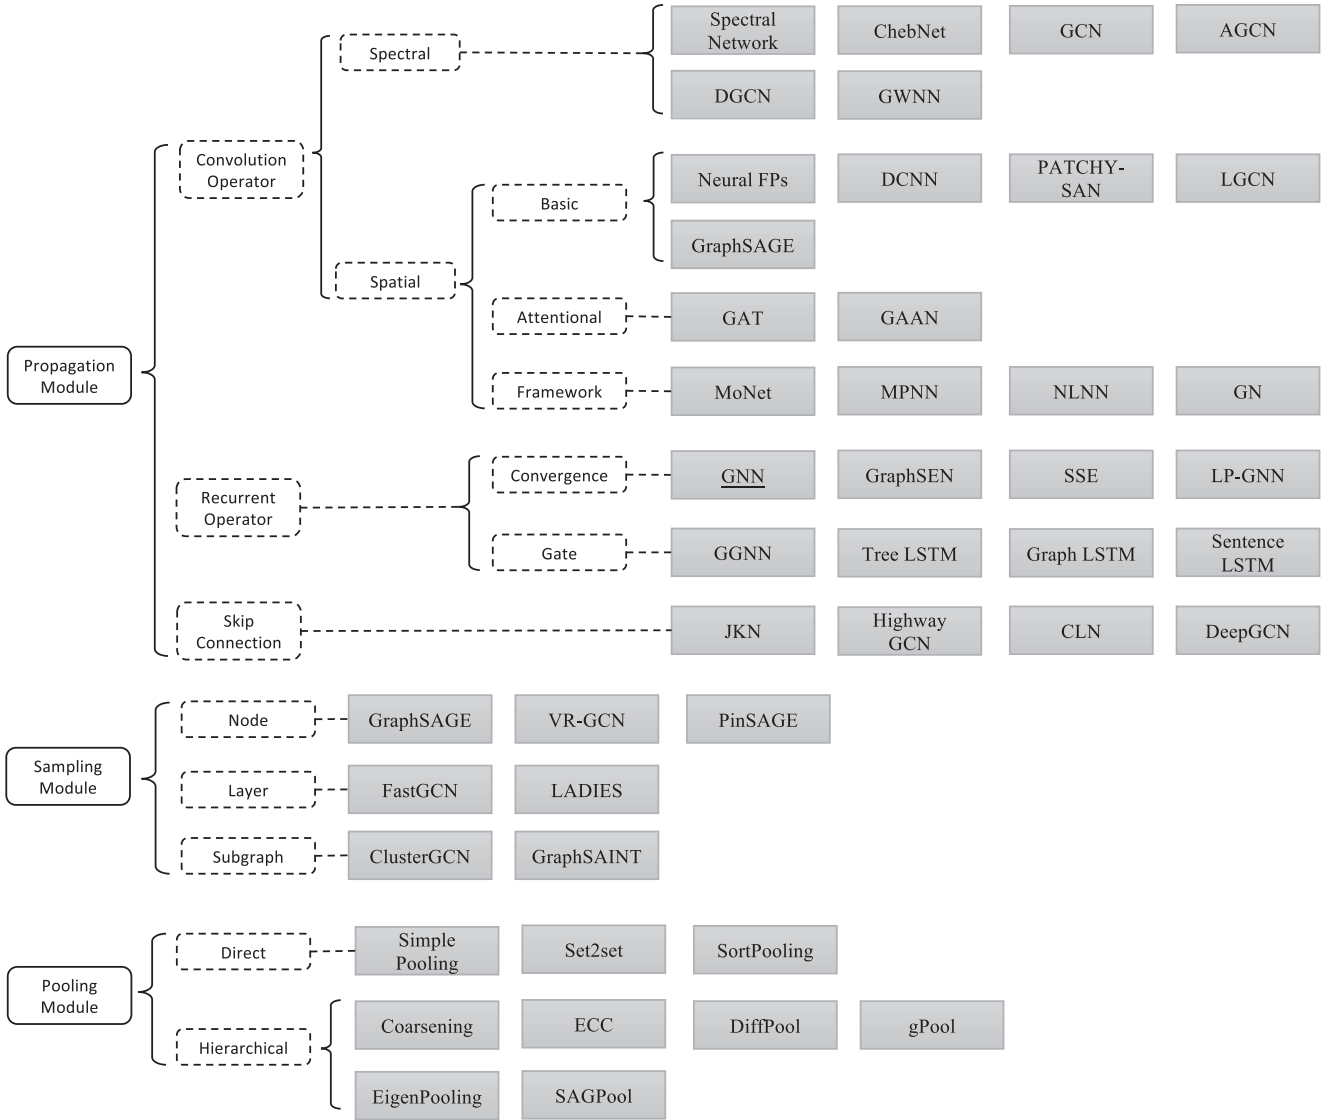 Propagation
Module
Convolution
Operator
Spectral
Spectral
Network
ChebNet
GCN
AGCN
DGCN
GWNN
Spatial
Basic
Neural FPs
DCNN
PATCHY-
SAN
LGCN
GraphSAGE
Attentional
GAT
GAAN
Framework
MoNet
MPNN
NLNN
GN
Recurrent
Operator
Convergence
GNN
GraphSEN
SSE
LP-GNN
Gate
GGNN
Tree LSTM
Graph LSTM
Sentence
LSTM
Skip
Connection
JKN
Highway
GCN
CLN
DeepGCN
Sampling
Module
Node
GraphSAGE
VR-GCN
PinSAGE
Layer
FastGCN
LADIES
Subgraph
ClusterGCN
GraphSAINT
Pooling
Module
Direct
Simple
Pooling
Set2set
SortPooling
Hierarchical
Coarsening
ECC
DiffPool
gPool
EigenPooling
SAGPool